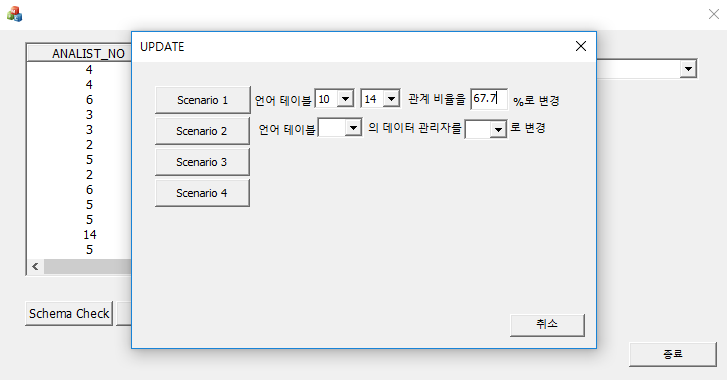 UPDATE
ANALIST_NO
4
4
6
3
3
2
5
2
6
5
5
14
5
Scenario 1 언어 테이블 10 14 관계 비율을 67.7 %로 변경
Scenario 2 언어 테이블 의 데이터 관리자를 로 변경
Scenario 3
Scenario 4
취소
Schema Check
종료